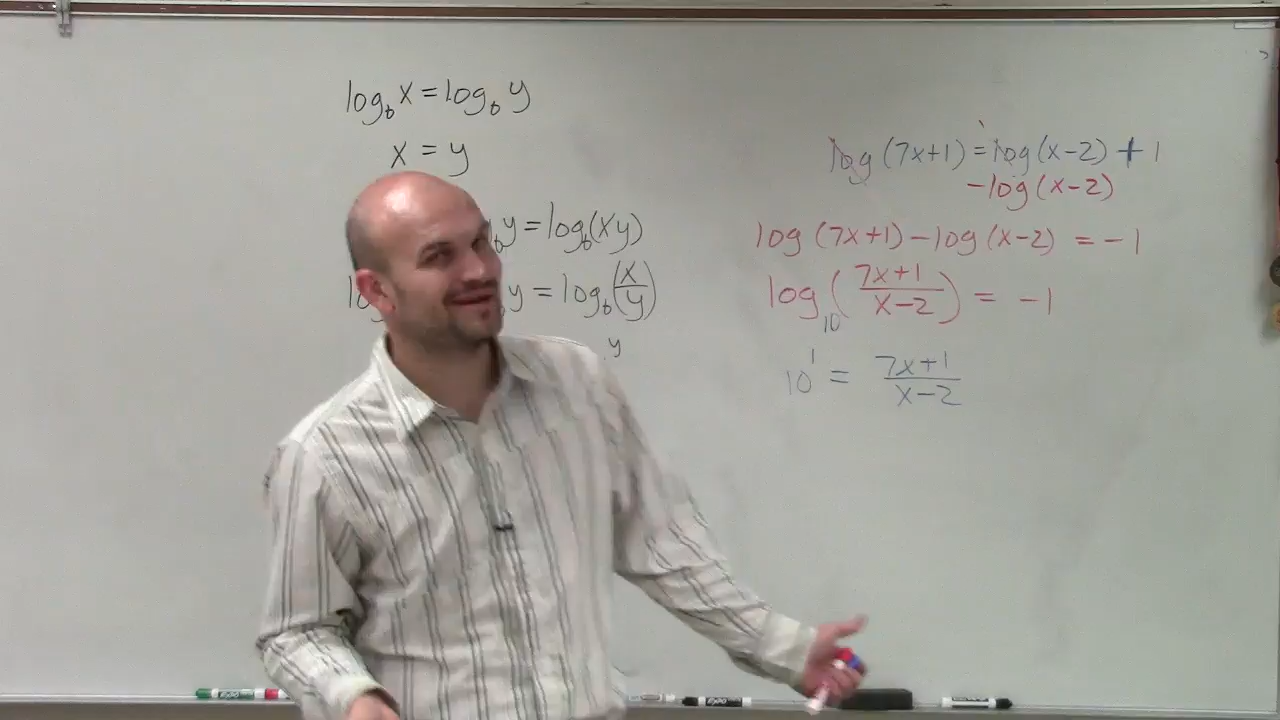 log_b x = log_b y
x = y
y = log_b(xy)
y = log_b(x/y)
y
log(7x+1) = log(x-2) + 1
-log(x-2)
log(7x+1) - log(x-2) = -1
log_10((7x+1)/(x-2)) = -1
10^1 = (7x+1)/(x-2)
EXPO